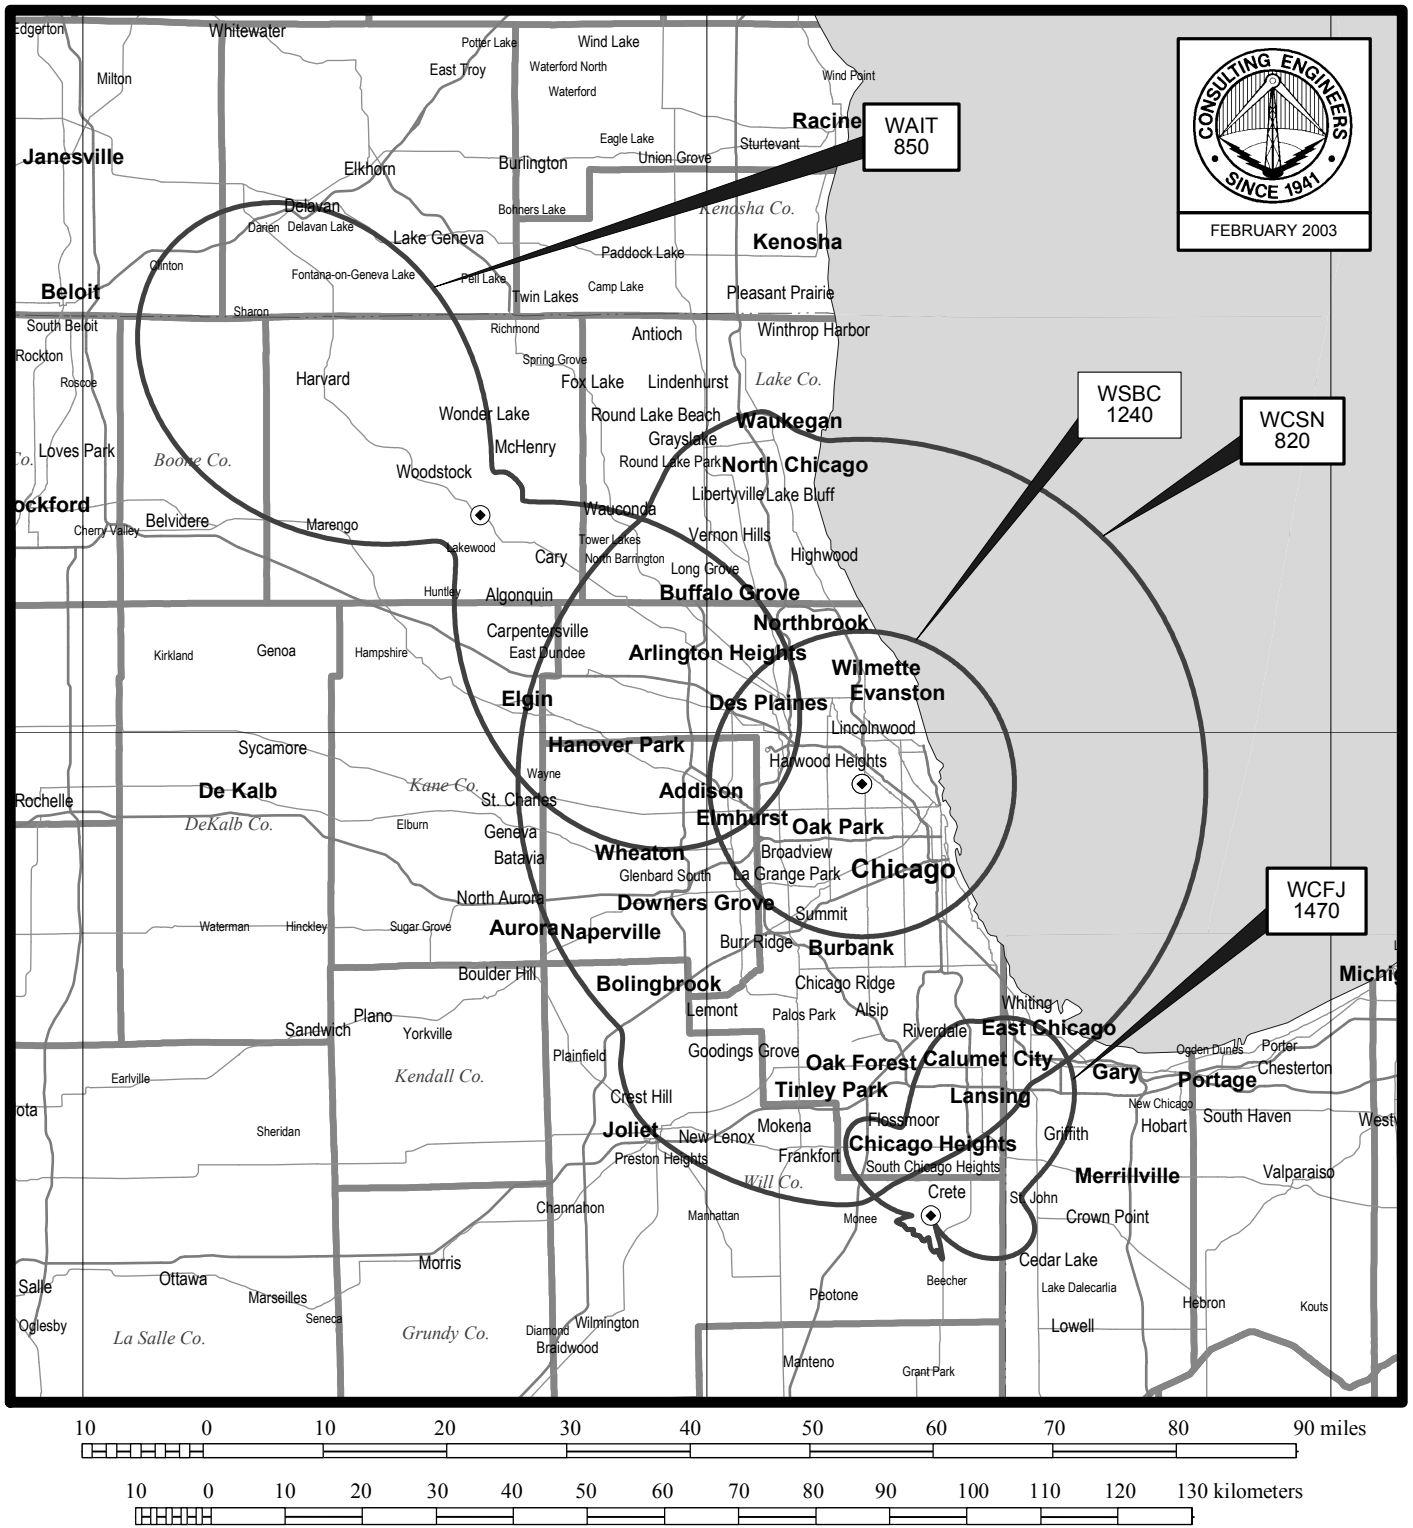 Edgerton
Whitewater
Potter Lake
Wind Lake
East Troy
Waterford North
Milton
Waterford
Wind Point
CONSULTING ENGINEERS
SINCE 1941
FEBRUARY 2003
Racine
WAIT
850
Eagle Lake
Sturtevant
Janesville
Elkhorn
Burlington
Union Grove
Delavan
Bohners Lake
Kenosha Co.
Darien
Delavan Lake
Lake Geneva
Kenosha
Paddock Lake
Clinton
Fontana-on-Geneva Lake
Pell Lake
Camp Lake
Beloit
Twin Lakes
Pleasant Prairie
Sharon
South Beloit
Richmond
Antioch
Winthrop Harbor
Rockton
Spring Grove
Roscoe
Harvard
Fox Lake
Lindenhurst
Lake Co.
WSBC
1240
WCSN
820
Wonder Lake
Round Lake Beach
Waukegan
Grayslake
Loves Park
McHenry
Co.
Boone Co.
Woodstock
Round Lake Park
North Chicago
Libertyville
Lake Bluff
ockford
Wauconda
Belvidere
Marengo
Cherry Valley
Vernon Hills
Lakewood
Tower Lakes
Cary
North Barrington
Highwood
Long Grove
Huntley
Algonquin
Buffalo Grove
Northbrook
Carpentersville
Kirkland
Genoa
Hampshire
East Dundee
Arlington Heights
Wilmette
Evanston
Elgin
Des Plaines
Lincolnwood
Sycamore
Hanover Park
Harwood Heights
Wayne
De Kalb
Kane Co.
Addison
Rochelle
St. Charles
DeKalb Co.
Elburn
Geneva
Elmhurst
Oak Park
Batavia
Wheaton
Broadview
Glenbard South
La Grange Park
Chicago
WCFJ
1470
North Aurora
Downers Grove
Summit
Waterman
Hinckley
Sugar Grove
Aurora
Naperville
Burr Ridge
Burbank
Boulder Hill
Bolingbrook
Chicago Ridge
Michig
Lemont
Palos Park
Alsip
Whiting
Sandwich
Plano
Yorkville
Riverdale
East Chicago
Plainfield
Goodings Grove
Oak Forest
Calumet City
Ogden Dunes
Porter
Earlville
Kendall Co.
Gary
Portage
Chesterton
Crest Hill
Tinley Park
Lansing
New Chicago
ota
Flossmoor
South Haven
Westv
Sheridan
Joliet
New Lenox
Mokena
Griffith
Hobart
Preston Heights
Frankfort
Chicago Heights
South Chicago Heights
Merrillville
Valparaiso
Will Co.
Crete
St. John
Channahon
Manhattan
Monee
Crown Point
Morris
Cedar Lake
Salle
Ottawa
Beecher
Lake Dalecarlia
Marseilles
Peotone
Hebron
Kouts
Oglesby
Seneca
Wilmington
Lowell
La Salle Co.
Grundy Co.
Diamond
Braidwood
Manteno
Grant Park
10 0 10 20 30 40 50 60 70 80 90 miles
10 0 10 20 30 40 50 60 70 80 90 100 110 120 130 kilometers